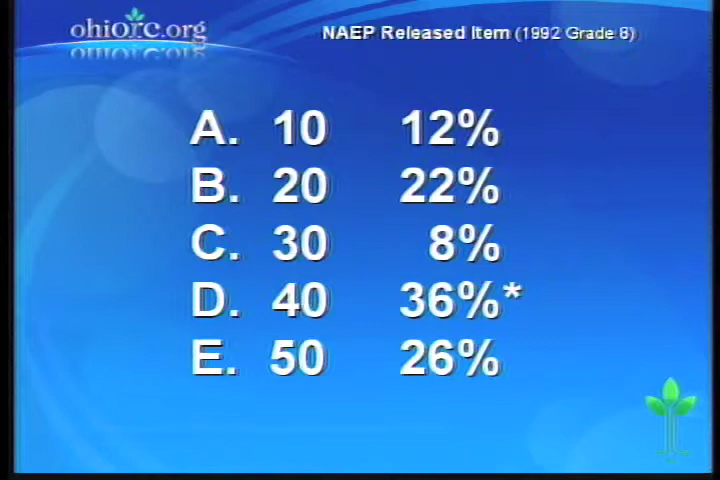 ohiorc.org
NAEP Released Item (1992 Grade 8)
A. 10 12%
B. 20 22%
C. 30 8%
D. 40 36%*
E. 50 26%